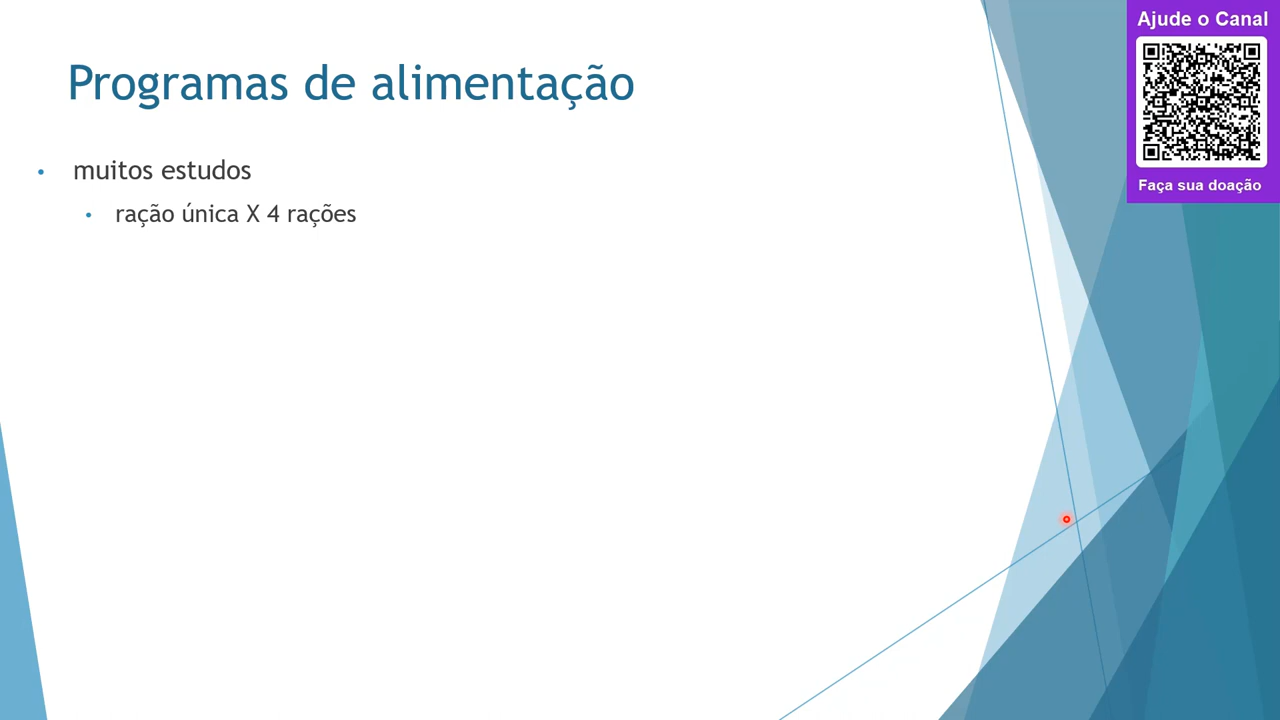 Programas de alimentação
muitos estudos
ração única X 4 rações
Ajude o Canal
Faça sua doação